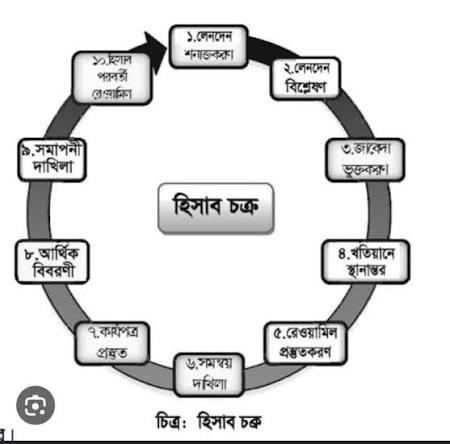 ১.লেনদেন
শনাক্তকরণ
২.লেনদেন
বিশ্লেষণ
৩.জাবেদা
ভুক্তকরণ
৪.খতিয়ানে
স্থানান্তর
৫.রেওয়ামিল
প্রস্তুতকরণ
৬.সমন্বয়
দাখিলা
৭.কার্যপত্র
প্রস্তুত
৮.আর্থিক
বিবরণী
৯.সমাপনী
দাখিলা
১০.হিসাব
পরবর্তী
রেওয়ামিল
হিসাব চক্র
চিত্র: হিসাব চক্র